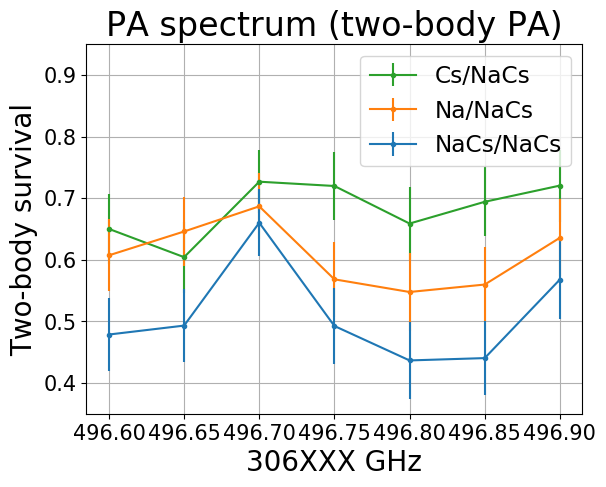 PA spectrum (two-body PA)
Cs/NaCs
Na/NaCs
NaCs/NaCs
Two-body survival
0.9
0.8
0.7
0.6
0.5
0.4
496.60 496.65 496.70 496.75 496.80 496.85 496.90
306XXX GHz